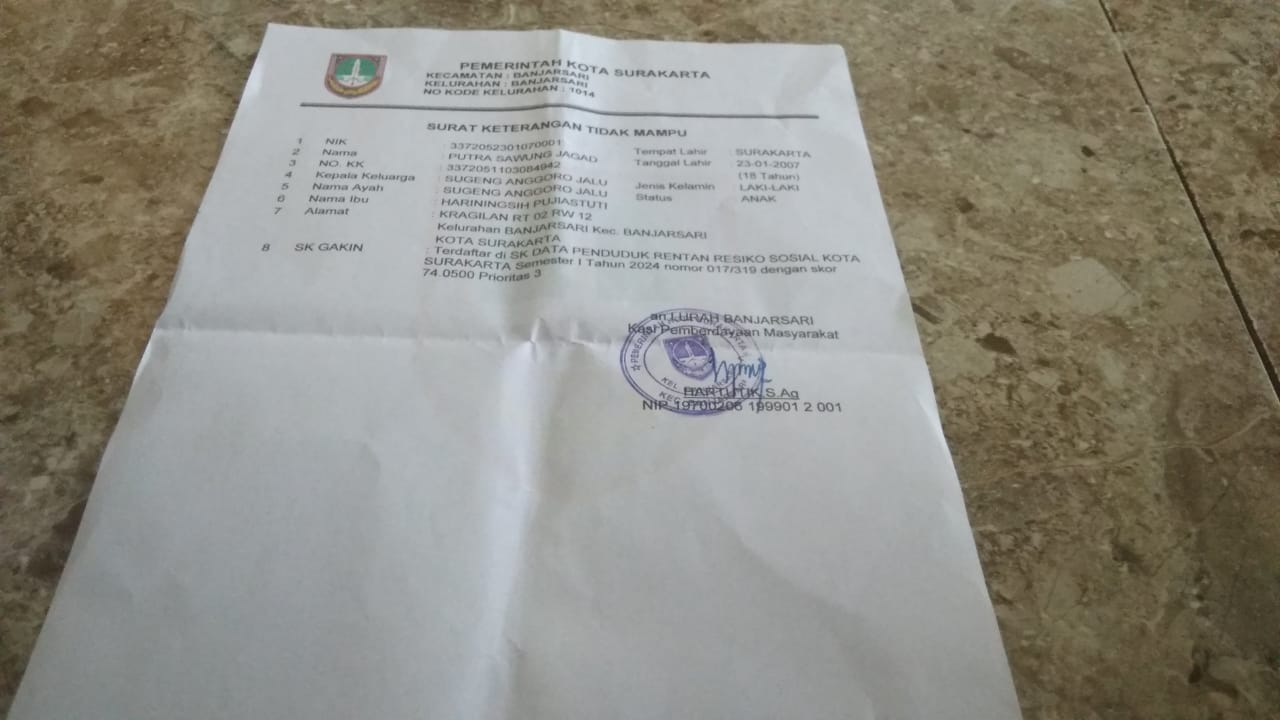 PEMERINTAH KOTA SURAKARTA
KECAMATAN : BANJARSARI
KELURAHAN : BANJARSARI
NO KODE KELURAHAN : 1014
SURAT KETERANGAN TIDAK MAMPU
1 NIK : 3372052301070001 Tempat Lahir : SURAKARTA
2 Nama : PUTRA SAWUNG JAGAD Tanggal Lahir : 23-01-2007
3 NO. KK : 3372051103084942 (18 Tahun)
4 Kepala Keluarga : SUGENG ANGGORO JALU Jenis Kelamin : LAKI-LAKI
5 Nama Ayah : SUGENG ANGGORO JALU Status : ANAK
6 Nama Ibu : HARININGSIH PUJIASTUTI
7 Alamat : KRAGILAN RT 02 RW 12
Kelurahan BANJARSARI Kec. BANJARSARI
KOTA SURAKARTA
8 SK GAKIN : Terdaftar di SK DATA PENDUDUK RENTAN RESIKO SOSIAL KOTA
SURAKARTA Semester I Tahun 2024 nomor 017/319 dengan skor
74.0500 Prioritas 3
an LURAH BANJARSARI
Kasi Pemberdayaan Masyarakat
HARTUTIK,S.Ag
NIP 19700206 199901 2 001